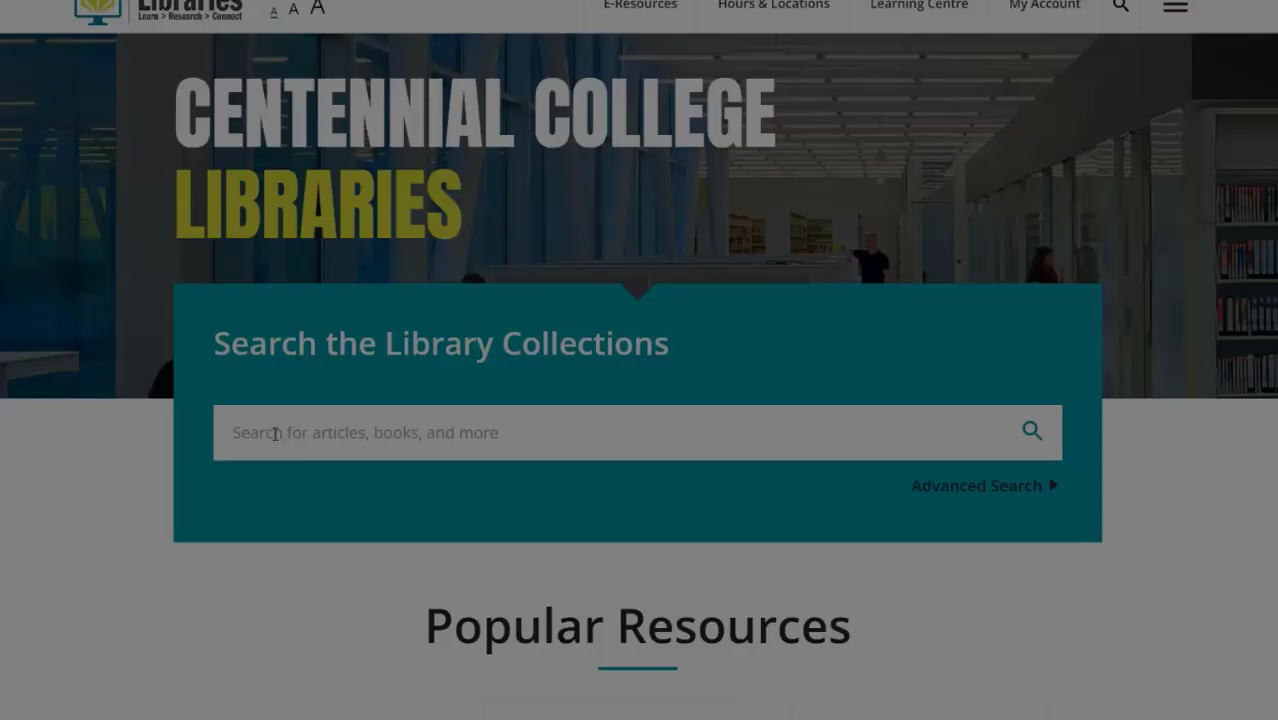 Libraries
Learn > Research > Connect
A A A
E-Resources
Hours & Locations
Learning Centre
My Account
CENTENNIAL COLLEGE
LIBRARIES
Search the Library Collections
Search for articles, books, and more
Advanced Search
Popular Resources